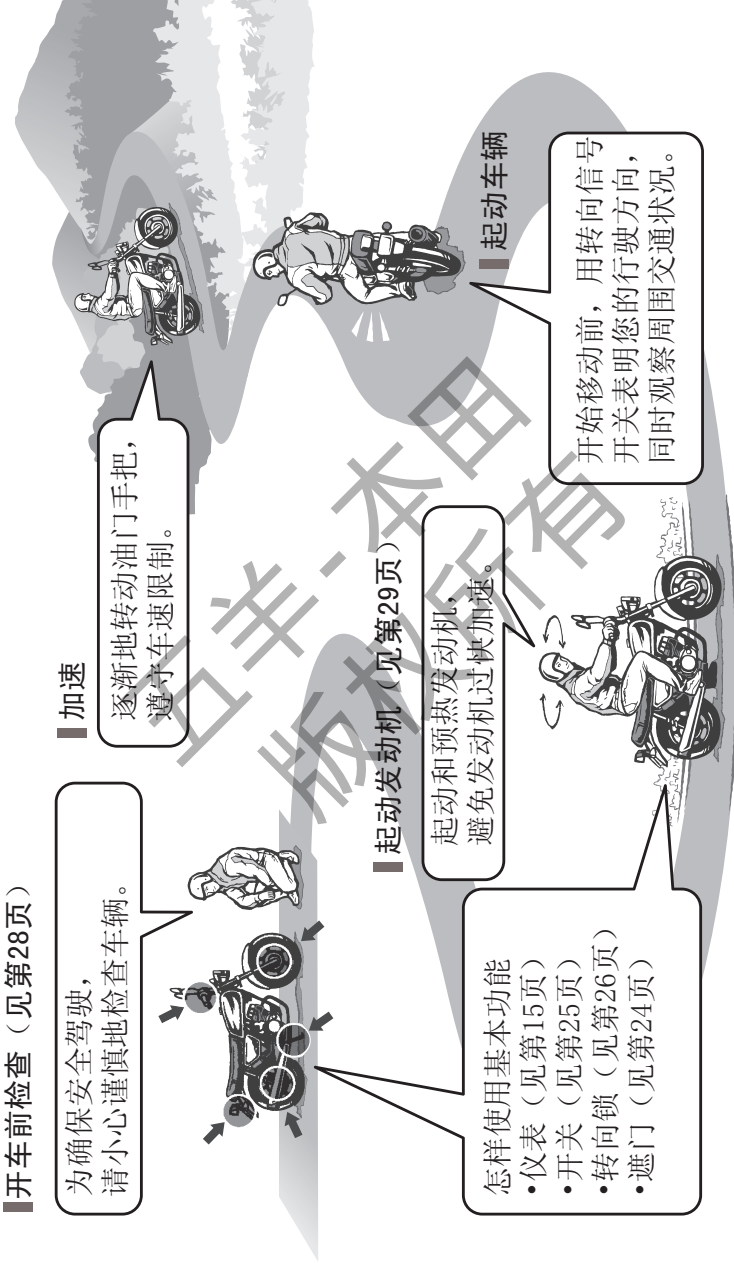 开车前检查（见第28页）
为确保安全驾驶，
请小心谨慎地检查车辆。
怎样使用基本功能
•仪表（见第15页）
•开关（见第25页）
•转向锁（见第26页）
•遮门（见第24页）
起动发动机（见第29页）
起动和预热发动机，
避免发动机过快加速。
起动车辆
开始移动前，用转向信号
开关表明您的行驶方向，
同时观察周围交通状况。
加速
逐渐地转动油门手把，
遵守车速限制。
五羊-本田
版权所有